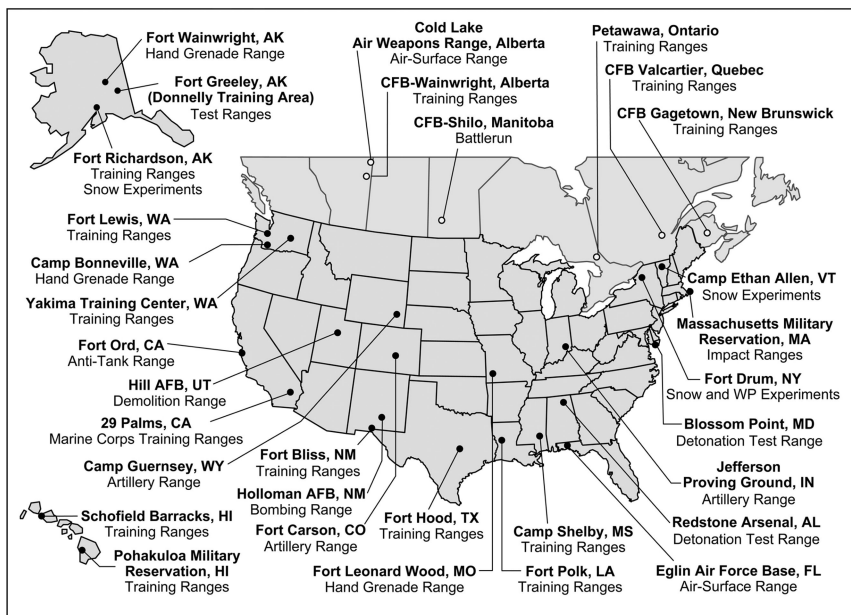 Fort Wainwright, AK
Hand Grenade Range
Fort Greeley, AK
(Donnelly Training Area)
Test Ranges
Fort Richardson, AK
Training Ranges
Snow Experiments
Cold Lake
Air Weapons Range, Alberta
Air-Surface Range
CFB-Wainwright, Alberta
Training Ranges
CFB-Shilo, Manitoba
Battlerun
Petawawa, Ontario
Training Ranges
CFB Valcartier, Quebec
Training Ranges
CFB Gagetown, New Brunswick
Training Ranges
Fort Lewis, WA
Training Ranges
Camp Bonneville, WA
Hand Grenade Range
Yakima Training Center, WA
Training Ranges
Fort Ord, CA
Anti-Tank Range
Hill AFB, UT
Demolition Range
29 Palms, CA
Marine Corps Training Ranges
Camp Guernsey, WY
Artillery Range
Schofield Barracks, HI
Training Ranges
Pohakuloa Military
Reservation, HI
Training Ranges
Fort Bliss, NM
Training Ranges
Holloman AFB, NM
Bombing Range
Fort Carson, CO
Artillery Range
Fort Hood, TX
Training Ranges
Fort Leonard Wood, MO
Hand Grenade Range
Camp Shelby, MS
Training Ranges
Fort Polk, LA
Training Ranges
Camp Ethan Allen, VT
Snow Experiments
Massachusetts Military
Reservation, MA
Impact Ranges
Fort Drum, NY
Snow and WP Experiments
Blossom Point, MD
Detonation Test Range
Jefferson
Proving Ground, IN
Artillery Range
Redstone Arsenal, AL
Detonation Test Range
Eglin Air Force Base, FL
Air-Surface Range